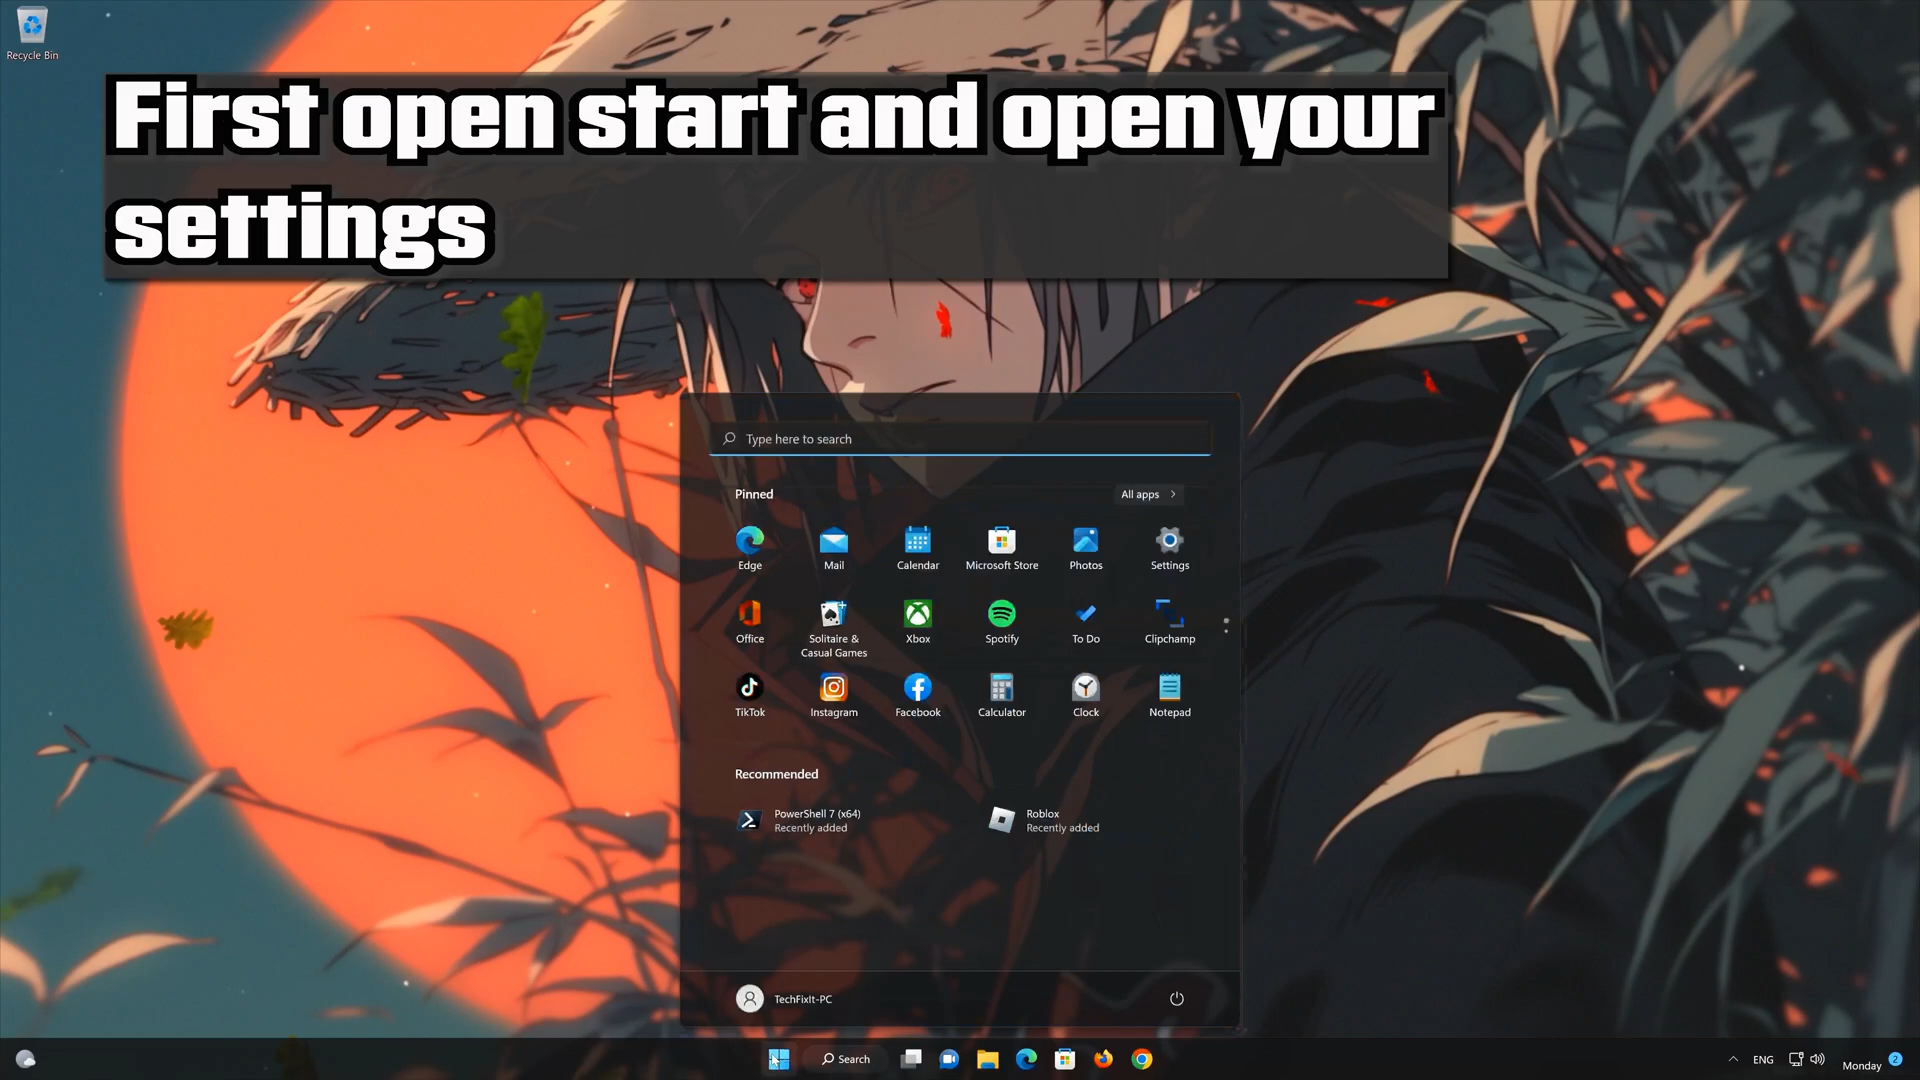 Recycle Bin
First open start and open your
settings
Type here to search
Pinned
All apps
Edge
Mail
Calendar
Microsoft Store
Photos
Settings
Office
Solitaire &
Casual Games
Xbox
Spotify
To Do
Clipchamp
TikTok
Instagram
Facebook
Calculator
Clock
Notepad
Recommended
PowerShell 7 (x64)
Recently added
Roblox
Recently added
TechFixIt-PC
Search
ENG
Monday
2